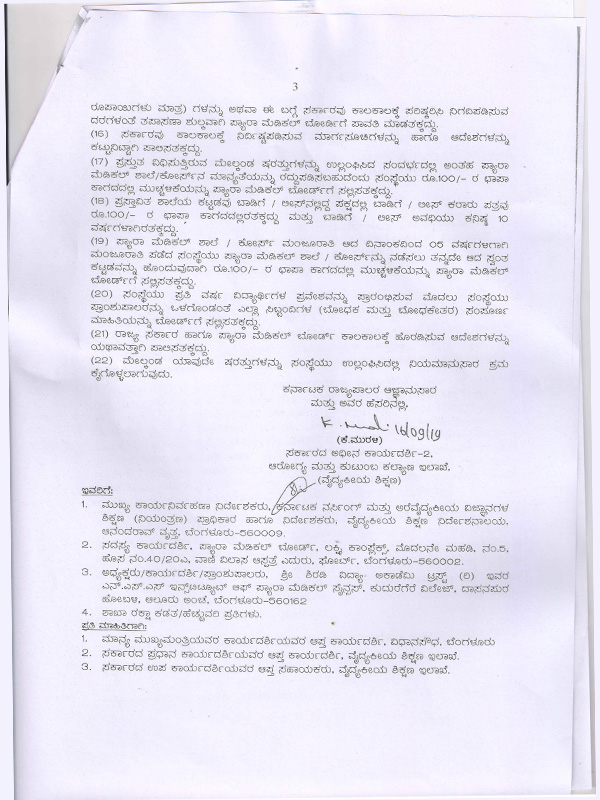 3
ರೂಪಾಯಿಗಳು ಮಾತ್ರ) ಗಳನ್ನು ಅಥವಾ ಈ ಬಗ್ಗೆ ಸರ್ಕಾರವು ಕಾಲಕಾಲಕ್ಕೆ ಪರಿಷ್ಕರಿಸಿ ನಿಗದಿಪಡಿಸುವ
ದರಗಳಂತೆ ತಪಾಸಣಾ ಶುಲ್ಕವಾಗಿ ಪ್ಯಾರಾ ಮೆಡಿಕಲ್ ಬೋರ್ಡಿಗೆ ಪಾವತಿ ಮಾಡತಕ್ಕದ್ದು.
(16) ಸರ್ಕಾರವು ಕಾಲಕಾಲಕ್ಕೆ ನಿರ್ದಿಷ್ಟಪಡಿಸುವ ಮಾರ್ಗಸೂಚಿಗಳನ್ನು ಹಾಗೂ ಆದೇಶಗಳನ್ನು
ಕಟ್ಟುನಿಟ್ಟಾಗಿ ಪಾಲಿಸತಕ್ಕದ್ದು.
(17) ಪ್ರಸ್ತುತ ವಿಧಿಸುತ್ತಿರುವ ಮೇಲ್ಕಂಡ ಷರತ್ತುಗಳನ್ನು ಉಲ್ಲಂಘಿಸಿದ ಸಂದರ್ಭದಲ್ಲಿ ಅಂತಹ ಪ್ಯಾರಾ
ಮೆಡಿಕಲ್ ಶಾಲೆ/ಕೋರ್ಸ್‌ನ ಮಾನ್ಯತೆಯನ್ನು ರದ್ದುಪಡಿಸಬಹುದೆಂದು ಸಂಸ್ಥೆಯು ರೂ.100/- ರ ಛಾಪಾ
ಕಾಗದದಲ್ಲಿ ಮುಚ್ಚಳಿಕೆಯನ್ನು ಪ್ಯಾರಾ ಮೆಡಿಕಲ್ ಬೋರ್ಡ್‌ಗೆ ಸಲ್ಲಿಸತಕ್ಕದ್ದು.
(18) ಪ್ರಸ್ತಾವಿತ ಶಾಲೆಯ ಕಟ್ಟಡವು ಬಾಡಿಗೆ / ಲೀಸ್‌ನಲ್ಲಿದ್ದ ಪಕ್ಷದಲ್ಲಿ ಬಾಡಿಗೆ / ಲೀಸ್ ಕರಾರು ಪತ್ರವು
ರೂ.100/- ರ ಛಾಪಾ ಕಾಗದದಲ್ಲಿರತಕ್ಕದ್ದು ಮತ್ತು ಬಾಡಿಗೆ / ಲೀಸ್ ಅವಧಿಯು ಕನಿಷ್ಠ 10
ವರ್ಷಗಳಾಗಿರತಕ್ಕದ್ದು.
(19) ಪ್ಯಾರಾ ಮೆಡಿಕಲ್ ಶಾಲೆ / ಕೋರ್ಸ್ ಮಂಜೂರಾತಿ ಆದ ದಿನಾಂಕದಿಂದ 05 ವರ್ಷಗಳಗಾಗಿ
ಮಂಜೂರಾತಿ ಪಡೆದ ಸಂಸ್ಥೆಯು ಪ್ಯಾರಾ ಮೆಡಿಕಲ್ ಶಾಲೆ / ಕೋರ್ಸ್‌ನ್ನು ನಡೆಸಲು ತನ್ನದೇ ಆದ ಸ್ವಂತ
ಕಟ್ಟಡವನ್ನು ಹೊಂದುವುದಾಗಿ ರೂ.100/- ರ ಛಾಪಾ ಕಾಗದದಲ್ಲಿ ಮುಚ್ಚಳಿಕೆಯನ್ನು ಪ್ಯಾರಾ ಮೆಡಿಕಲ್
ಬೋರ್ಡ್‌ಗೆ ಸಲ್ಲಿಸತಕ್ಕದ್ದು.
(20) ಸಂಸ್ಥೆಯು ಪ್ರತಿ ವರ್ಷ ವಿದ್ಯಾರ್ಥಿಗಳ ಪ್ರವೇಶವನ್ನು ಪ್ರಾರಂಭಿಸುವ ಮೊದಲು ಸಂಸ್ಥೆಯು
ಪ್ರಾಂಶುಪಾಲರನ್ನು ಒಳಗೊಂಡಂತೆ ಎಲ್ಲಾ ಸಿಬ್ಬಂದಿಗಳ (ಬೋಧಕ ಮತ್ತು ಬೋಧಕೇತರ) ಸಂಪೂರ್ಣ
ಮಾಹಿತಿಯನ್ನು ಬೋರ್ಡ್‌ಗೆ ಸಲ್ಲಿಸತಕ್ಕದ್ದು.
(21) ರಾಜ್ಯ ಸರ್ಕಾರ ಹಾಗೂ ಪ್ಯಾರಾ ಮೆಡಿಕಲ್ ಬೋರ್ಡ್ ಕಾಲಕಾಲಕ್ಕೆ ಹೊರಡಿಸುವ ಆದೇಶಗಳನ್ನು
ಯಥಾವತ್ತಾಗಿ ಪಾಲಿಸತಕ್ಕದ್ದು.
(22) ಮೇಲ್ಕಂಡ ಯಾವುದೇ ಷರತ್ತುಗಳನ್ನು ಸಂಸ್ಥೆಯು ಉಲ್ಲಂಘಿಸಿದಲ್ಲಿ ನಿಯಮಾನುಸಾರ ಕ್ರಮ
ಕೈಗೊಳ್ಳಲಾಗುವುದು.
ಕರ್ನಾಟಕ ರಾಜ್ಯಪಾಲರ ಆಜ್ಞಾನುಸಾರ
ಮತ್ತು ಅವರ ಹೆಸರಿನಲ್ಲಿ,
16/09/19
(ಕೆ.ಮುರಳಿ)
ಸರ್ಕಾರದ ಅಧೀನ ಕಾರ್ಯದರ್ಶಿ-2,
ಆರೋಗ್ಯ ಮತ್ತು ಕುಟುಂಬ ಕಲ್ಯಾಣ ಇಲಾಖೆ.
(ವೈದ್ಯಕೀಯ ಶಿಕ್ಷಣ)
ಇವರಿಗೆ:
1. ಮುಖ್ಯ ಕಾರ್ಯನಿರ್ವಹಣಾ ನಿರ್ದೇಶಕರು, ಕರ್ನಾಟಕ ನರ್ಸಿಂಗ್ ಮತ್ತು ಅರೆವೈದ್ಯಕೀಯ ವಿಜ್ಞಾನಗಳ
ಶಿಕ್ಷಣ (ನಿಯಂತ್ರಣ) ಪ್ರಾಧಿಕಾರ ಹಾಗೂ ನಿರ್ದೇಶಕರು, ವೈದ್ಯಕೀಯ ಶಿಕ್ಷಣ ನಿರ್ದೇಶನಾಲಯ,
ಆನಂದರಾವ್ ವೃತ್ತ, ಬೆಂಗಳೂರು-560009.
2. ಸದಸ್ಯ ಕಾರ್ಯದರ್ಶಿ, ಪ್ಯಾರಾ ಮೆಡಿಕಲ್ ಬೋರ್ಡ್, ಲಕ್ಷ್ಮಿ ಕಾಂಪ್ಲೆಕ್ಸ್, ಮೊದಲನೇ ಮಹಡಿ, ನಂ.5,
ಹೊಸ ನಂ.40/20ಎ, ವಾಣಿ ವಿಲಾಸ ಆಸ್ಪತ್ರೆ ಎದುರು, ಫೋರ್ಟ್, ಬೆಂಗಳೂರು-560002.
3. ಅಧ್ಯಕ್ಷರು/ಕಾರ್ಯದರ್ಶಿ/ಪ್ರಾಂಶುಪಾಲರು, ಶ್ರೀ ಶಿರಡಿ ವಿದ್ಯಾ ಅಕಾಡೆಮಿ ಟ್ರಸ್ಟ್ (ರಿ) ಇವರ
ಎನ್.ಎಸ್.ಎಸ್ ಇನ್ಸ್‌ಟಿಟ್ಯೂಟ್ ಆಫ್ ಪ್ಯಾರಾ ಮೆಡಿಕಲ್ ಸೈನ್ಸಸ್, ಕುದುರೆಗೆರೆ ವಿಲೇಜ್, ದಾಸನಪುರ
ಹೋಬಳಿ, ಆಲೂರು ಅಂಚೆ, ಬೆಂಗಳೂರು-560162
4. ಶಾಖಾ ರಕ್ಷಾ ಕಡತ/ಹೆಚ್ಚುವರಿ ಪ್ರತಿಗಳು.
ಪ್ರತಿ ಮಾಹಿತಿಗಾಗಿ:
1. ಮಾನ್ಯ ಮುಖ್ಯಮಂತ್ರಿಯವರ ಕಾರ್ಯದರ್ಶಿಯವರ ಆಪ್ತ ಕಾರ್ಯದರ್ಶಿ, ವಿಧಾನಸೌಧ, ಬೆಂಗಳೂರು
2. ಸರ್ಕಾರದ ಪ್ರಧಾನ ಕಾರ್ಯದರ್ಶಿಯವರ ಆಪ್ತ ಕಾರ್ಯದರ್ಶಿ, ವೈದ್ಯಕೀಯ ಶಿಕ್ಷಣ ಇಲಾಖೆ.
3. ಸರ್ಕಾರದ ಉಪ ಕಾರ್ಯದರ್ಶಿಯವರ ಆಪ್ತ ಸಹಾಯಕರು, ವೈದ್ಯಕೀಯ ಶಿಕ್ಷಣ ಇಲಾಖೆ.